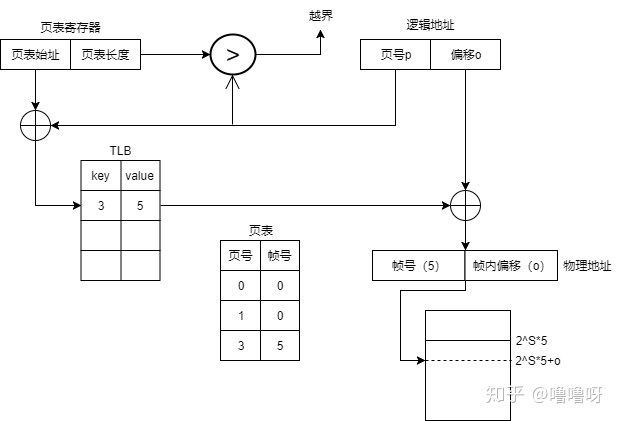 越界
页表寄存器
逻辑地址
页表始址 页表长度
>
页号p 偏移o
TLB
key value
3 5
页表
页号 帧号
0 0
1 0
3 5
帧号（5） 帧内偏移（o） 物理地址
2^S*5
2^S*5+o
知乎 @噜噜呀